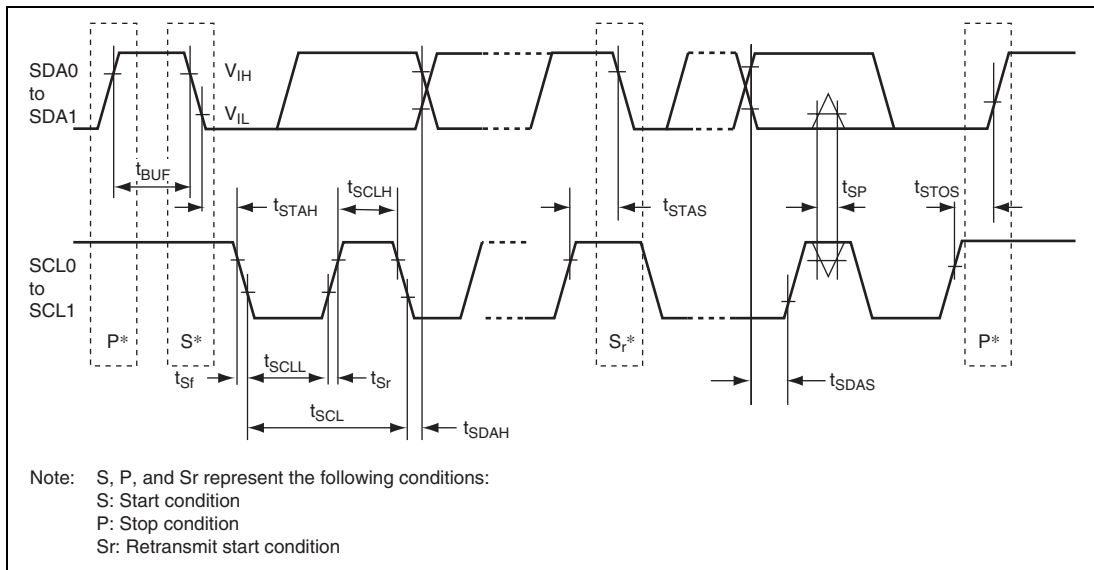 SDA0
to
SDA1
VIH
VIL
tBUF
tSTAH
tSCLH
tSTAS
tSP
tSTOS
SCL0
to
SCL1
P*
S*
Sr*
P*
tSf
tSCLL
tSr
tSDAS
tSCL
tSDAH
Note: S, P, and Sr represent the following conditions:
S: Start condition
P: Stop condition
Sr: Retransmit start condition